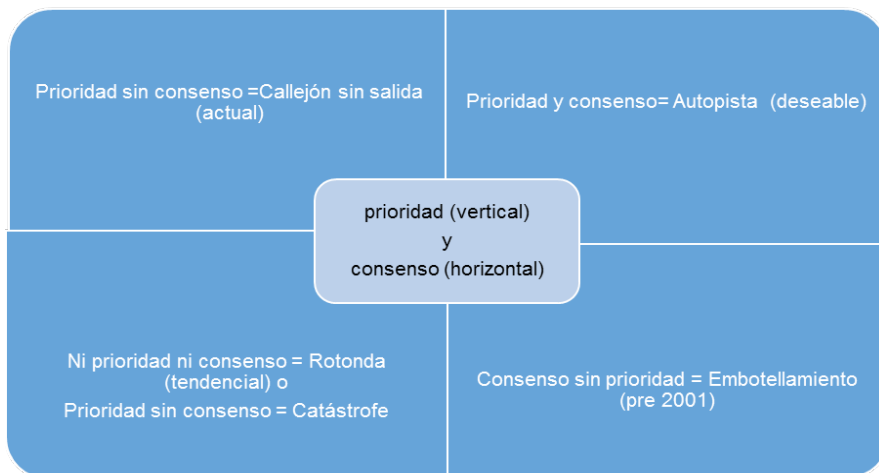 Prioridad sin consenso =Callejón sin salida
(actual)
Prioridad y consenso= Autopista (deseable)
prioridad (vertical)
y
consenso (horizontal)
Ni prioridad ni consenso = Rotonda
(tendencial) o
Prioridad sin consenso = Catástrofe
Consenso sin prioridad = Embotellamiento
(pre 2001)